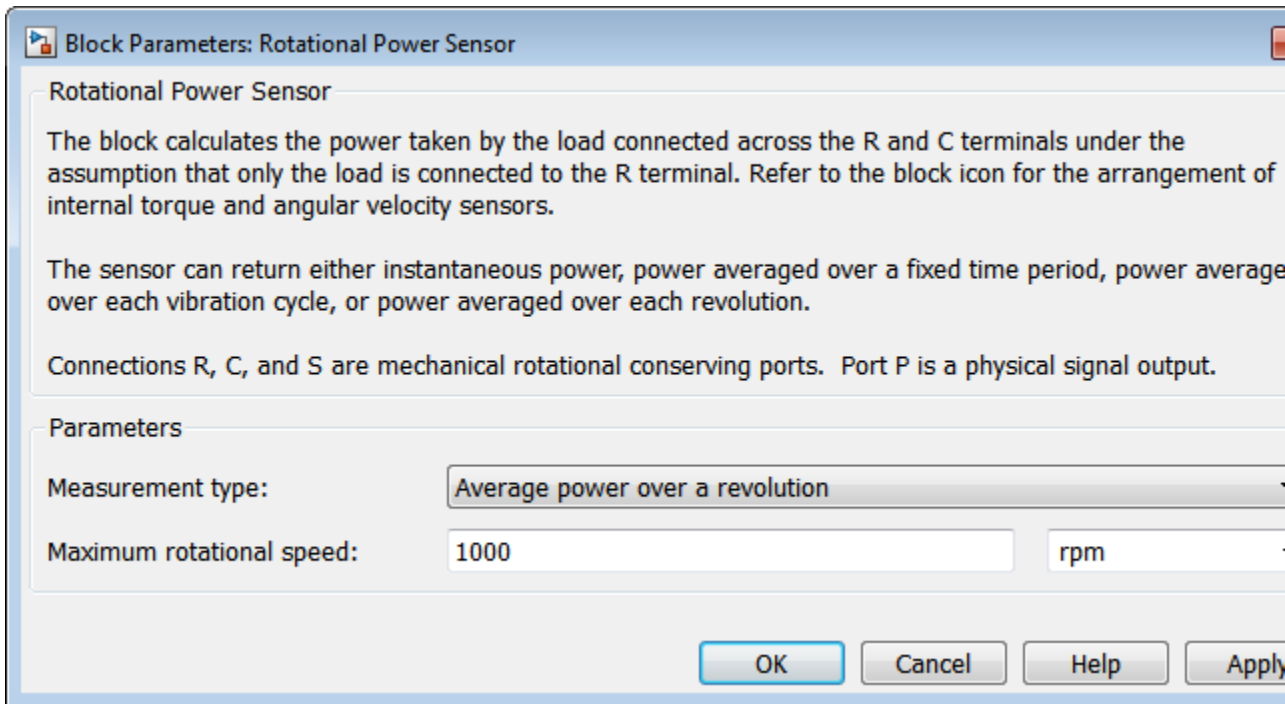 Block Parameters: Rotational Power Sensor
Rotational Power Sensor
The block calculates the power taken by the load connected across the R and C terminals under the
assumption that only the load is connected to the R terminal. Refer to the block icon for the arrangement of
internal torque and angular velocity sensors.
The sensor can return either instantaneous power, power averaged over a fixed time period, power average
over each vibration cycle, or power averaged over each revolution.
Connections R, C, and S are mechanical rotational conserving ports.  Port P is a physical signal output.
Parameters
Measurement type: Average power over a revolution
Maximum rotational speed: 1000 rpm
OK Cancel Help Apply